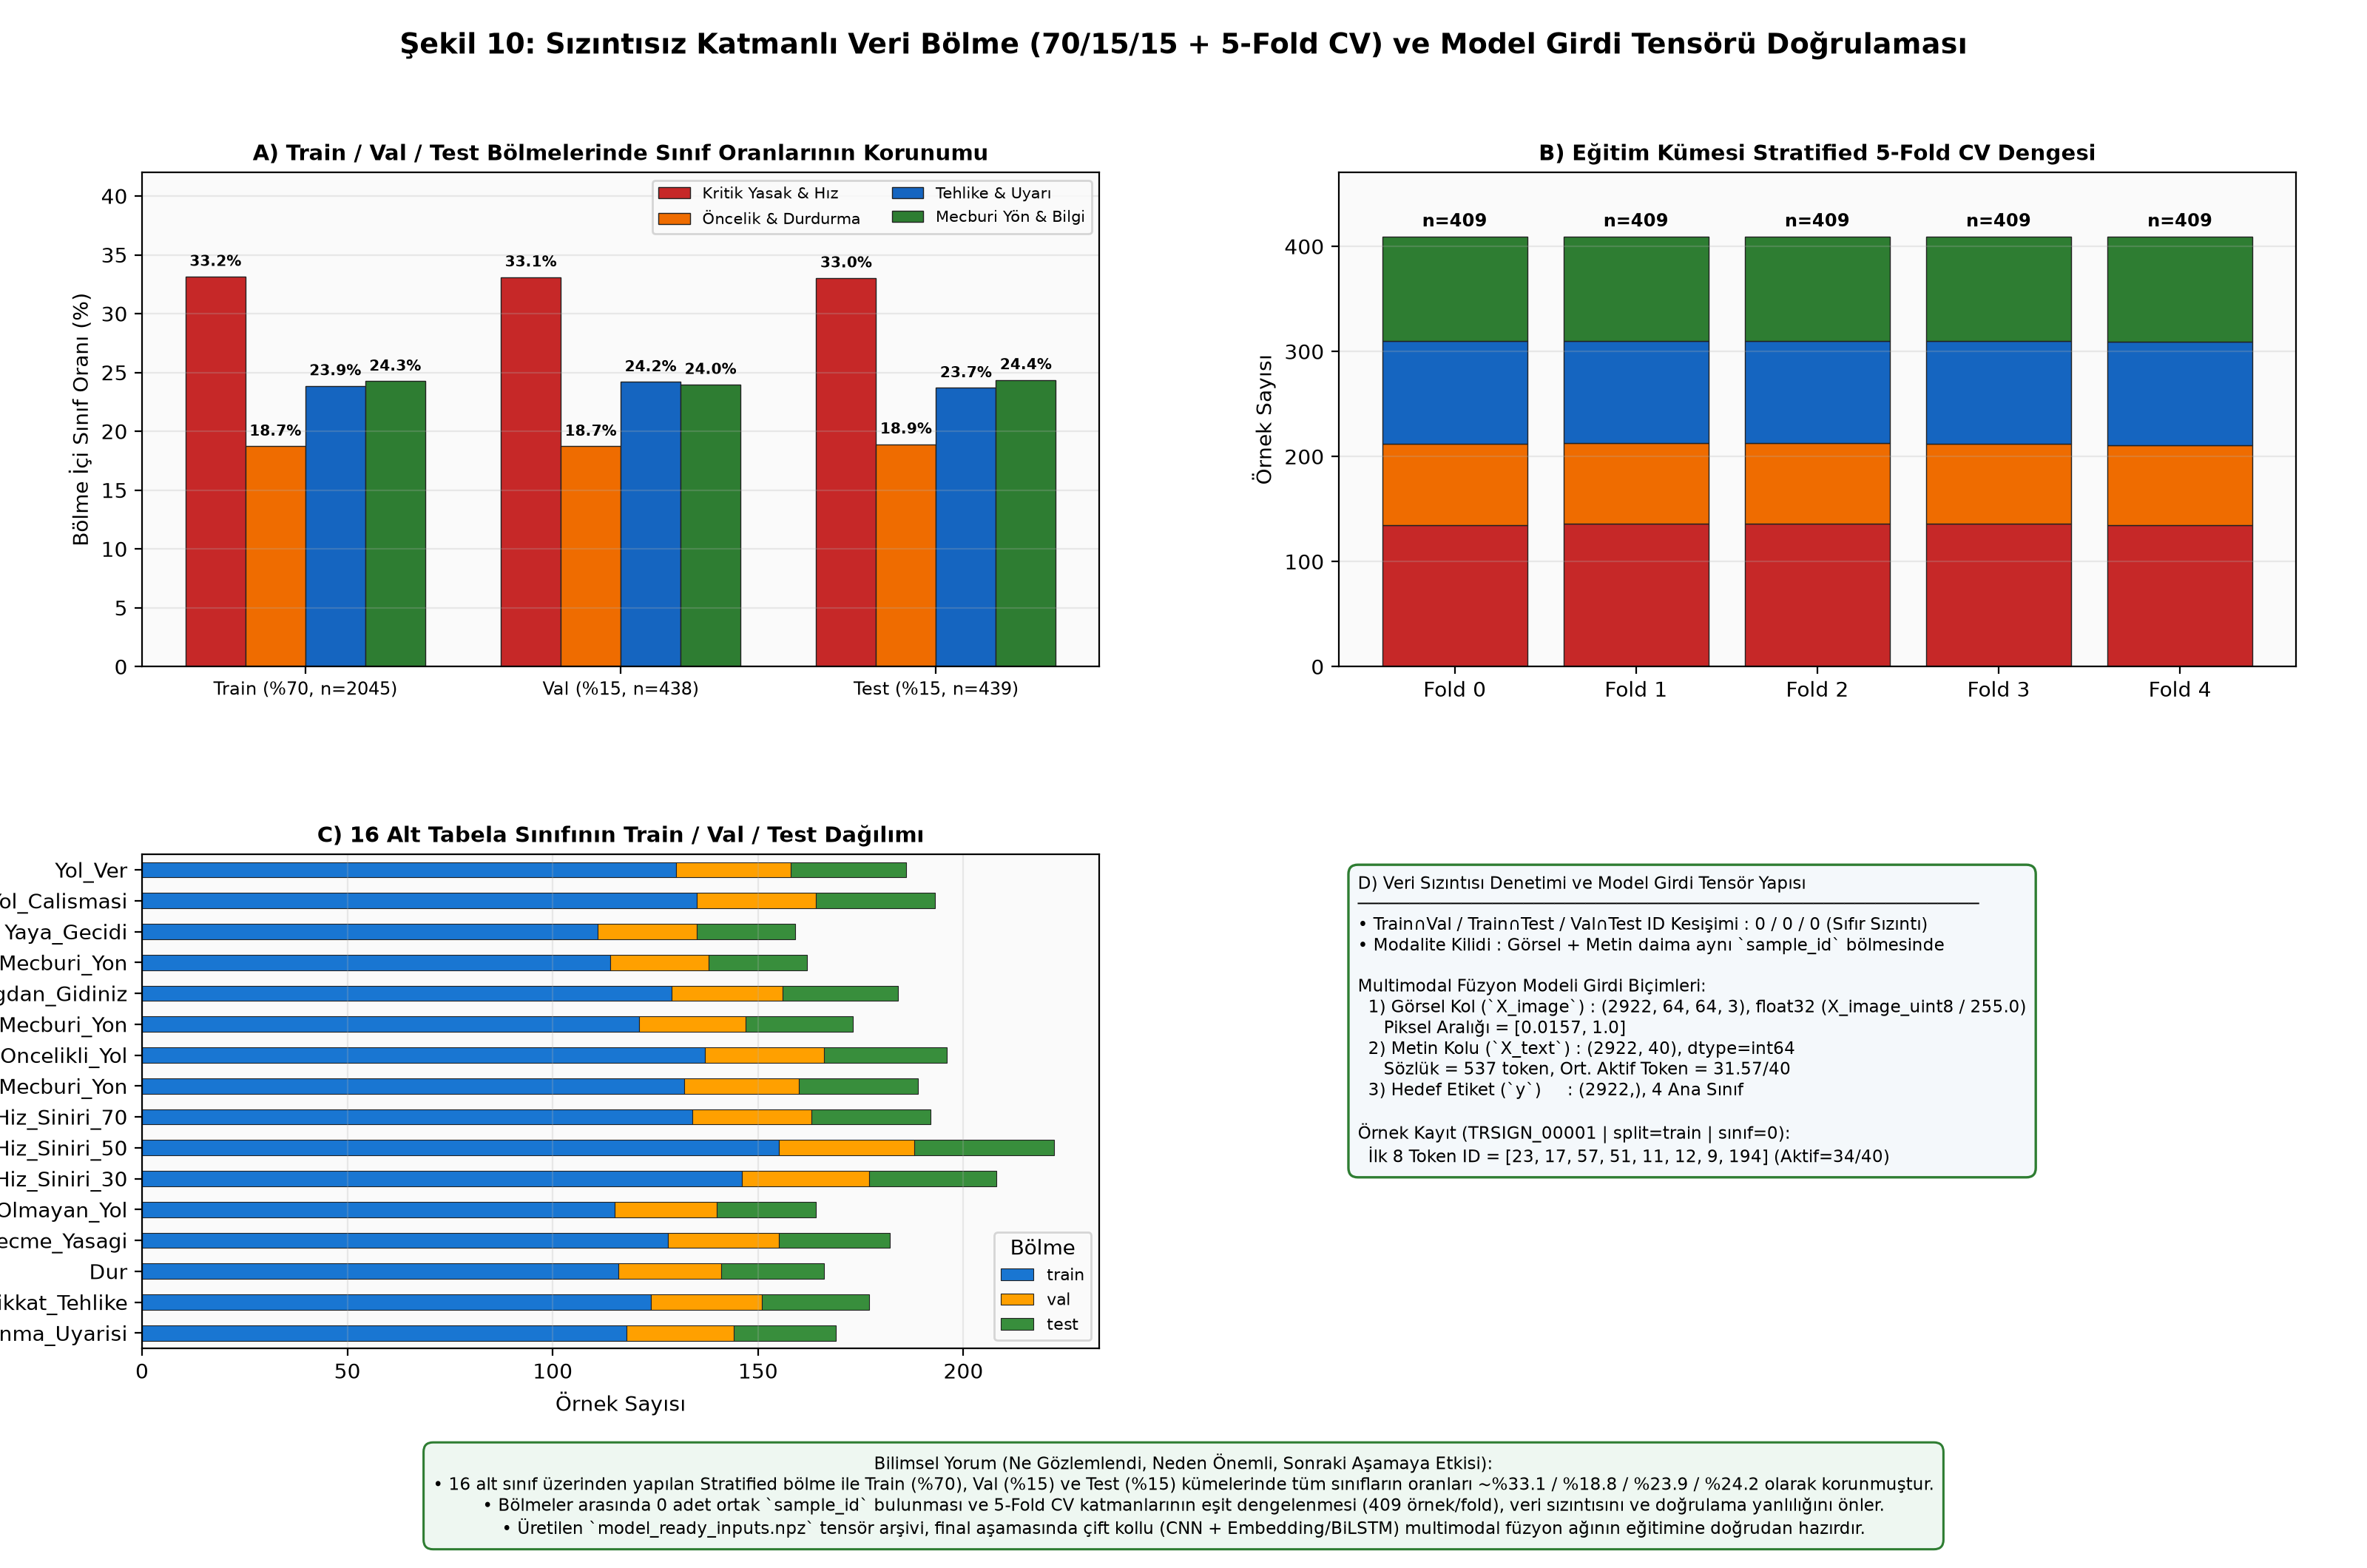 Şekil 10: Sızıntısız Katmanlı Veri Bölme (70/15/15 + 5-Fold CV) ve Model Girdi Tensörü Doğrulaması
A) Train / Val / Test Bölmelerinde Sınıf Oranlarının Korunumu
Bölme İçi Sınıf Oranı (%)
40
35
30
25
20
15
10
5
0
Kritik Yasak & Hız
Öncelik & Durdurma
Tehlike & Uyarı
Mecburi Yön & Bilgi
33.2%
18.7%
23.9%
24.3%
33.1%
18.7%
24.2%
24.0%
33.0%
18.9%
23.7%
24.4%
Train (%70, n=2045)
Val (%15, n=438)
Test (%15, n=439)
B) Eğitim Kümesi Stratified 5-Fold CV Dengesi
Örnek Sayısı
400
300
200
100
0
n=409
n=409
n=409
n=409
n=409
Fold 0
Fold 1
Fold 2
Fold 3
Fold 4
C) 16 Alt Tabela Sınıfının Train / Val / Test Dağılımı
Yol_Ver
ol_Calismasi
Yaya_Gecidi
Mecburi_Yon
gdan_Gidiniz
Mecburi_Yon
Oncelikli_Yol
Mecburi_Yon
Hiz_Siniri_70
Hiz_Siniri_50
Hiz_Siniri_30
Olmayan_Yol
ecme_Yasagi
Dur
ikkat_Tehlike
nma_Uyarisi
0
50
100
150
200
Örnek Sayısı
Bölme
train
val
test
D) Veri Sızıntısı Denetimi ve Model Girdi Tensör Yapısı
• Train∩Val / Train∩Test / Val∩Test ID Kesişimi : 0 / 0 / 0 (Sıfır Sızıntı)
• Modalite Kilidi : Görsel + Metin daima aynı `sample_id` bölmesinde
Multimodal Füzyon Modeli Girdi Biçimleri:
1) Görsel Kol (`X_image`) : (2922, 64, 64, 3), float32 (X_image_uint8 / 255.0)
Piksel Aralığı = [0.0157, 1.0]
2) Metin Kolu (`X_text`) : (2922, 40), dtype=int64
Sözlük = 537 token, Ort. Aktif Token = 31.57/40
3) Hedef Etiket (`y`) : (2922,), 4 Ana Sınıf
Örnek Kayıt (TRSIGN_00001 | split=train | sınıf=0):
İlk 8 Token ID = [23, 17, 57, 51, 11, 12, 9, 194] (Aktif=34/40)
Bilimsel Yorum (Ne Gözlemlendi, Neden Önemli, Sonraki Aşamaya Etkisi):
• 16 alt sınıf üzerinden yapılan Stratified bölme ile Train (%70), Val (%15) ve Test (%15) kümelerinde tüm sınıfların oranları ~%33.1 / %18.8 / %23.9 / %24.2 olarak korunmuştur.
• Bölmeler arasında 0 adet ortak `sample_id` bulunması ve 5-Fold CV katmanlarının eşit dengelenmesi (409 örnek/fold), veri sızıntısını ve doğrulama yanlılığını önler.
• Üretilen `model_ready_inputs.npz` tensör arşivi, final aşamasında çift kollu (CNN + Embedding/BiLSTM) multimodal füzyon ağının eğitimine doğrudan hazırdır.